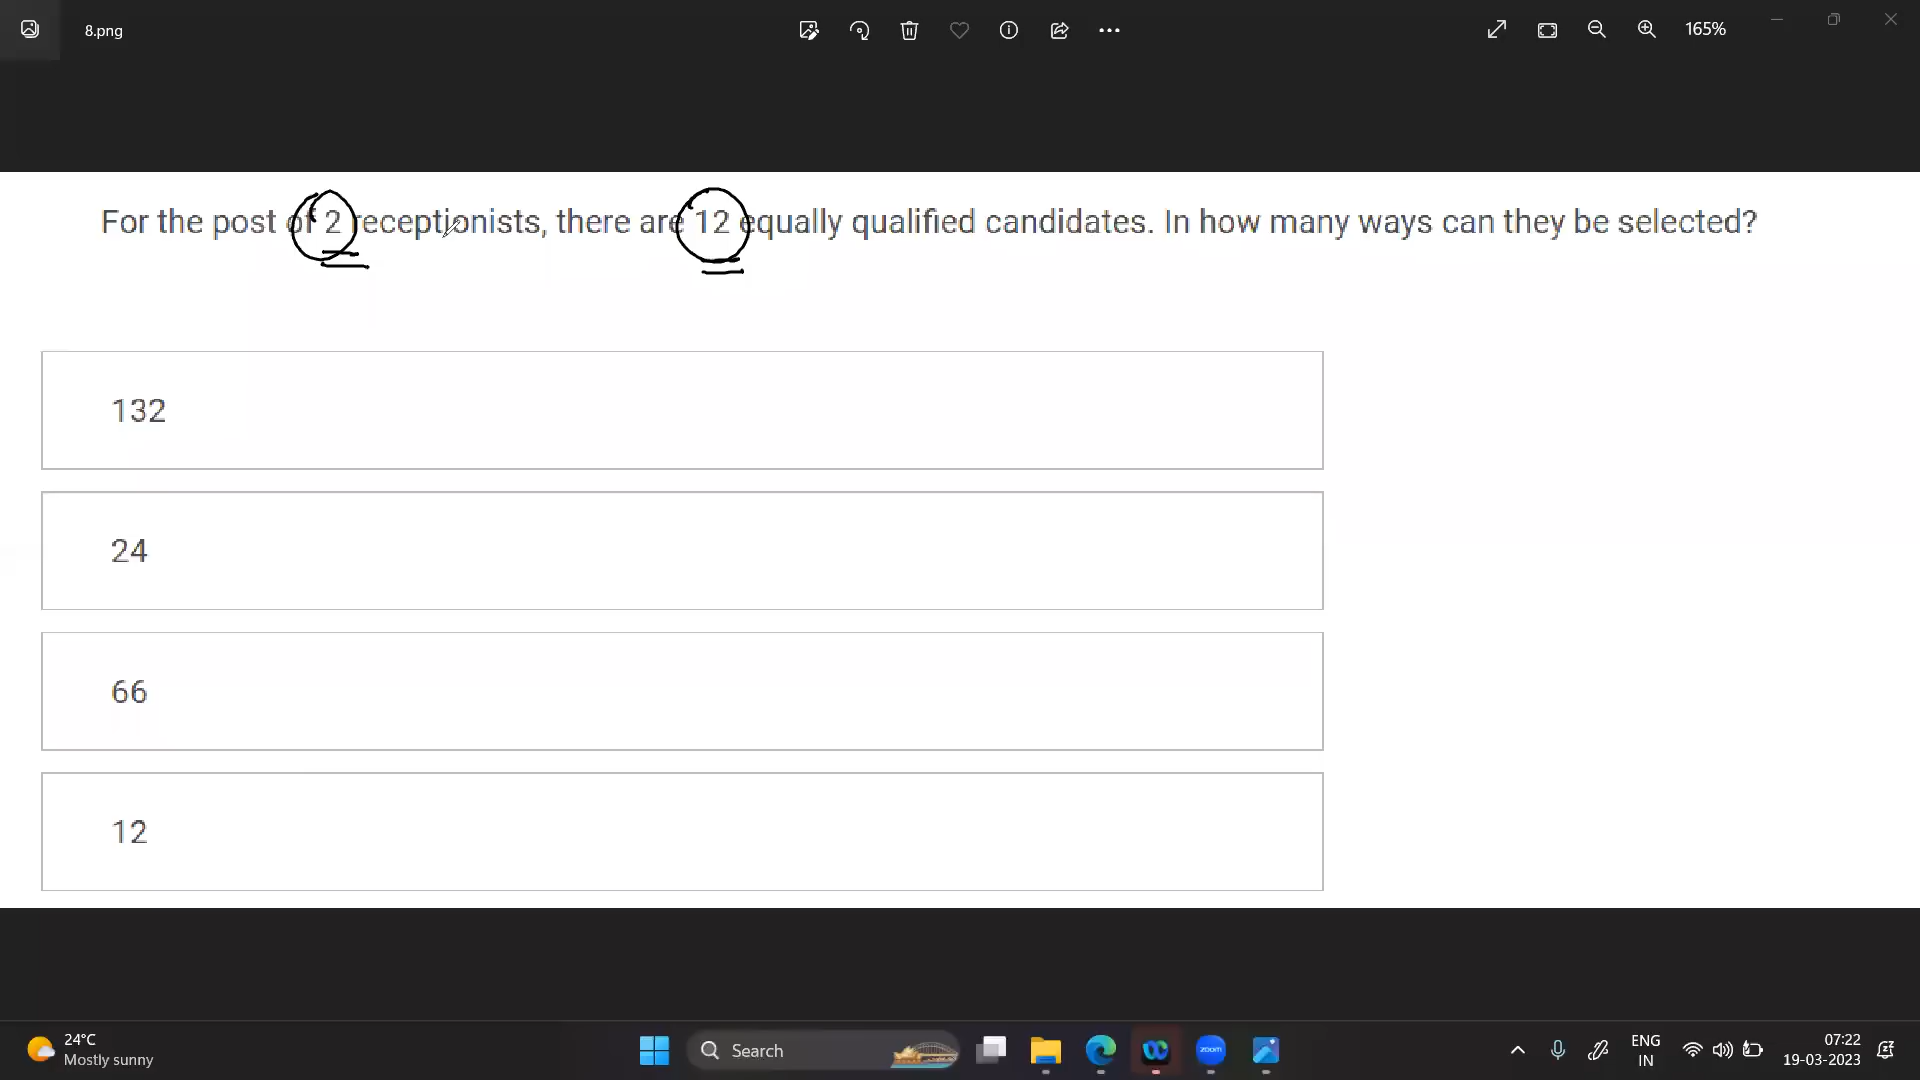 8.png
165%
For the post of 2 receptionists, there are 12 equally qualified candidates. In how many ways can they be selected?
132
24
66
12
24°C
Mostly sunny
Search
zoom
ENG
IN
07:22
19-03-2023